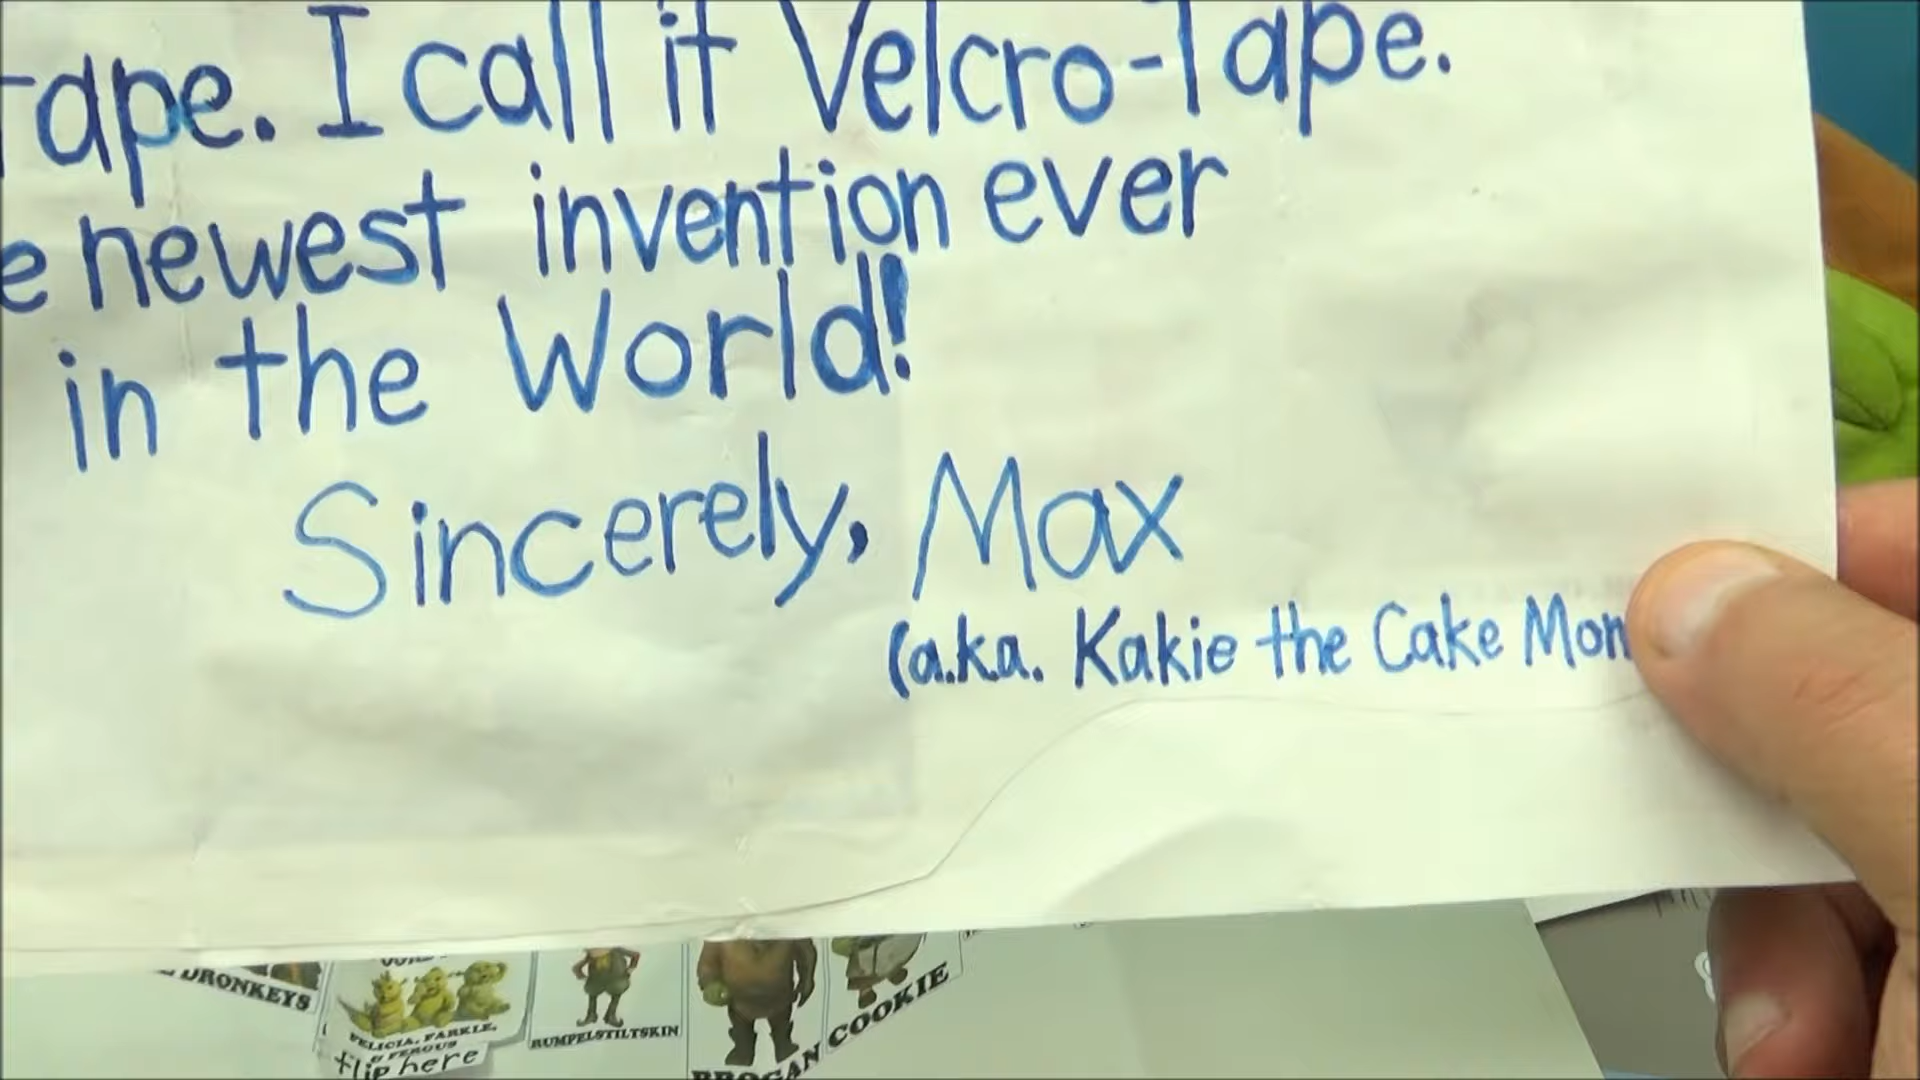 tape. I call it Velcro-Tape.
e newest invention ever
in the World!
Sincerely, Max
(a.k.a. Kakie the Cake Mon
DRONKEYS
FELICIA, FARKLE,
& FERGUS
flip here
RUMPELSTILTSKIN
BROGAN
COOKIE